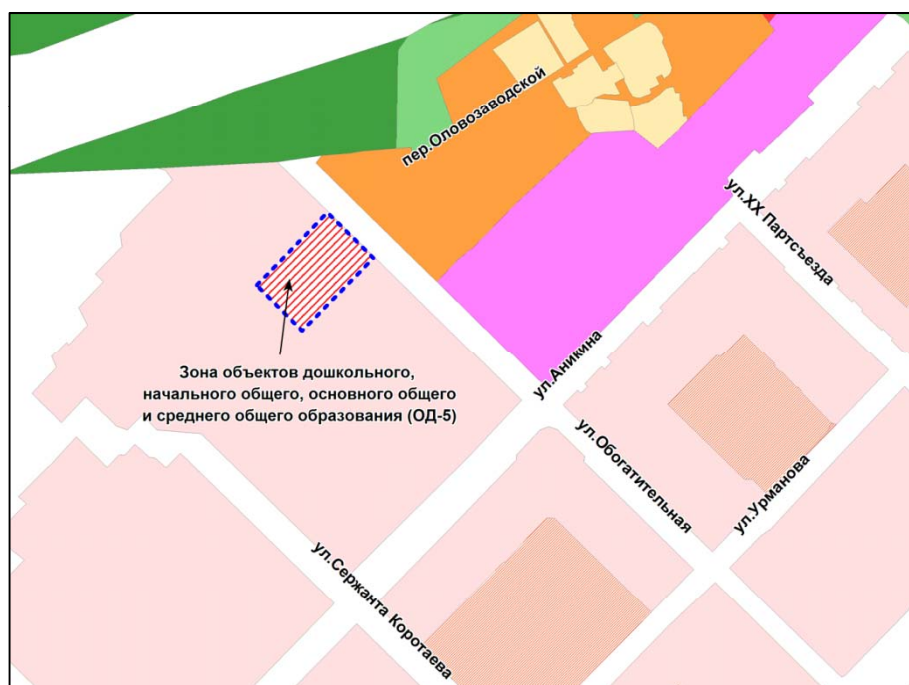 пер.Оловозаводской
ул.ХХ Партсъезда
Зона объектов дошкольного,
начального общего, основного общего
и среднего общего образования (ОД-5)
ул.Аникина
ул.Обогатительная
ул.Урманова
ул.Сержанта Коротаева